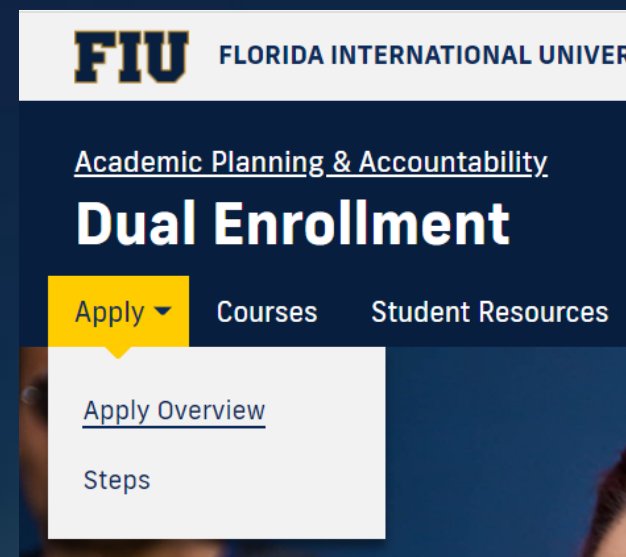 FIU FLORIDA INTERNATIONAL UNIVER
Academic Planning & Accountability
Dual Enrollment
Apply Courses Student Resources
Apply Overview
Steps